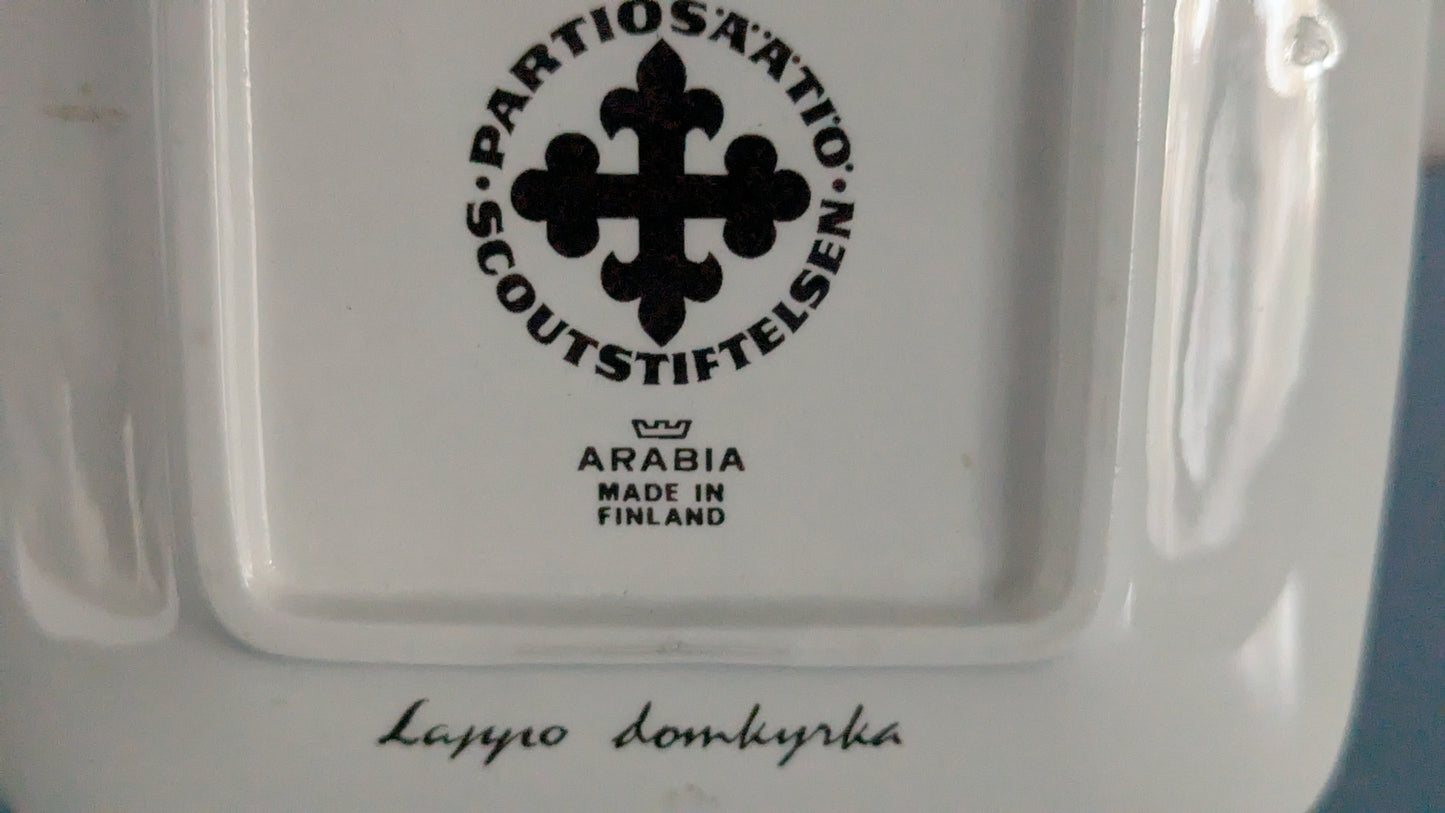 PARTIOSÄÄTIÖ
SCOUTSTIFTELSEN
ARABIA
MADE IN
FINLAND
Lappo domkyrka